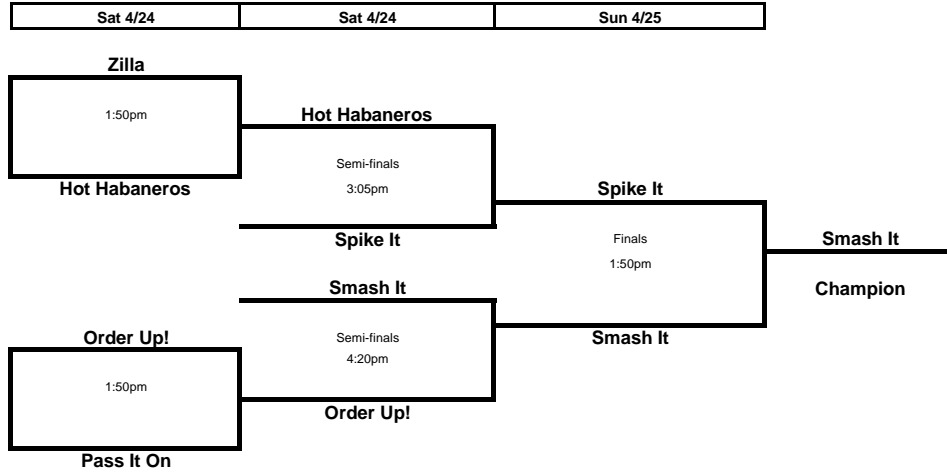 Sat 4/24 Sat 4/24 Sun 4/25
Zilla
1:50pm
Hot Habaneros
Hot Habaneros
Semi-finals
3:05pm
Spike It
Spike It
Finals
1:50pm
Smash It
Champion
Smash It
Semi-finals
4:20pm
Smash It
Order Up!
1:50pm
Order Up!
Pass It On